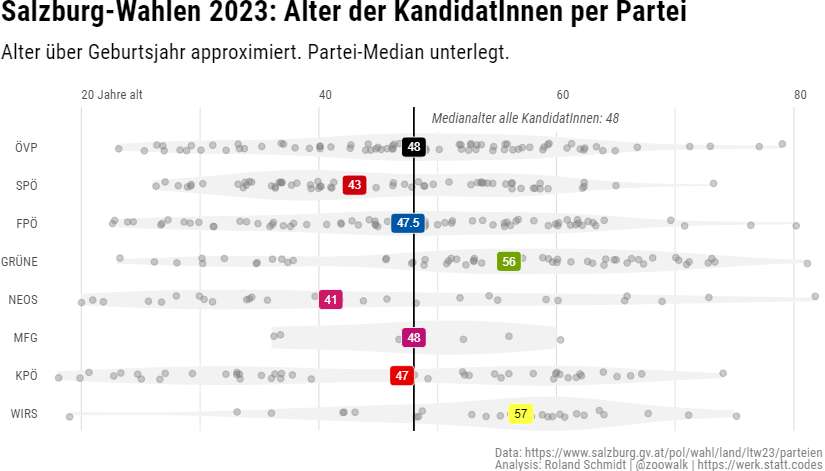 Salzburg-Wahlen 2023: Alter der KandidatInnen per Partei
Alter über Geburtsjahr approximiert. Partei-Median unterlegt.
20 Jahre alt 40 60 80
Medianalter alle KandidatInnen: 48
ÖVP 48
SPÖ 43
FPÖ 47.5
GRÜNE 56
NEOS 41
MFG 48
KPÖ 47
WIRS 57
Data: https://www.salzburg.gv.at/pol/wahl/land/ltw23/parteien
Analysis: Roland Schmidt | @zoowalk | https://werk.statt.codes